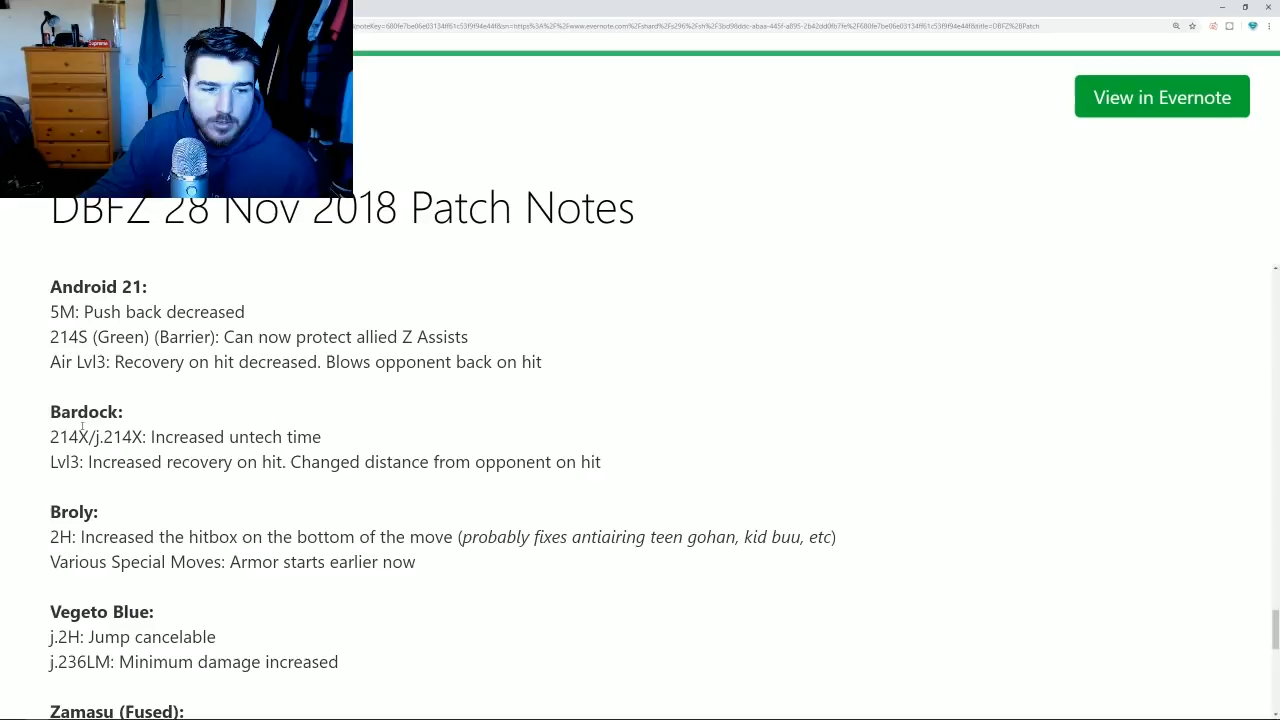 View in Evernote
DBFZ 28 Nov 2018 Patch Notes
Android 21:
5M: Push back decreased
214S (Green) (Barrier): Can now protect allied Z Assists
Air Lvl3: Recovery on hit decreased. Blows opponent back on hit
Bardock:
214X/j.214X: Increased untech time
Lvl3: Increased recovery on hit. Changed distance from opponent on hit
Broly:
2H: Increased the hitbox on the bottom of the move (probably fixes antiairing teen gohan, kid buu, etc)
Various Special Moves: Armor starts earlier now
Vegeto Blue:
j.2H: Jump cancelable
j.236LM: Minimum damage increased
Zamasu (Fused):